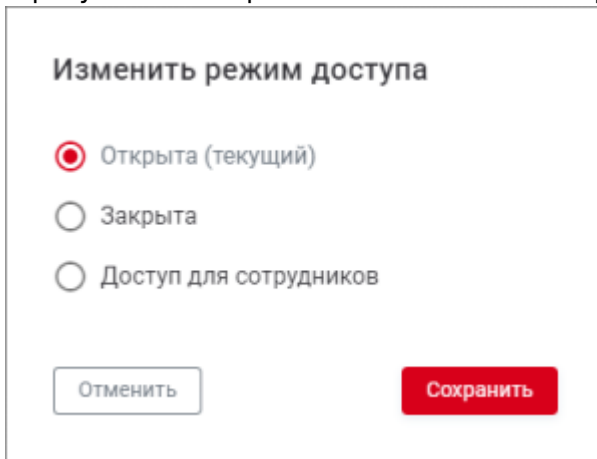 Изменить режим доступа
Открыта (текущий)
Закрыта
Доступ для сотрудников
Отменить
Сохранить